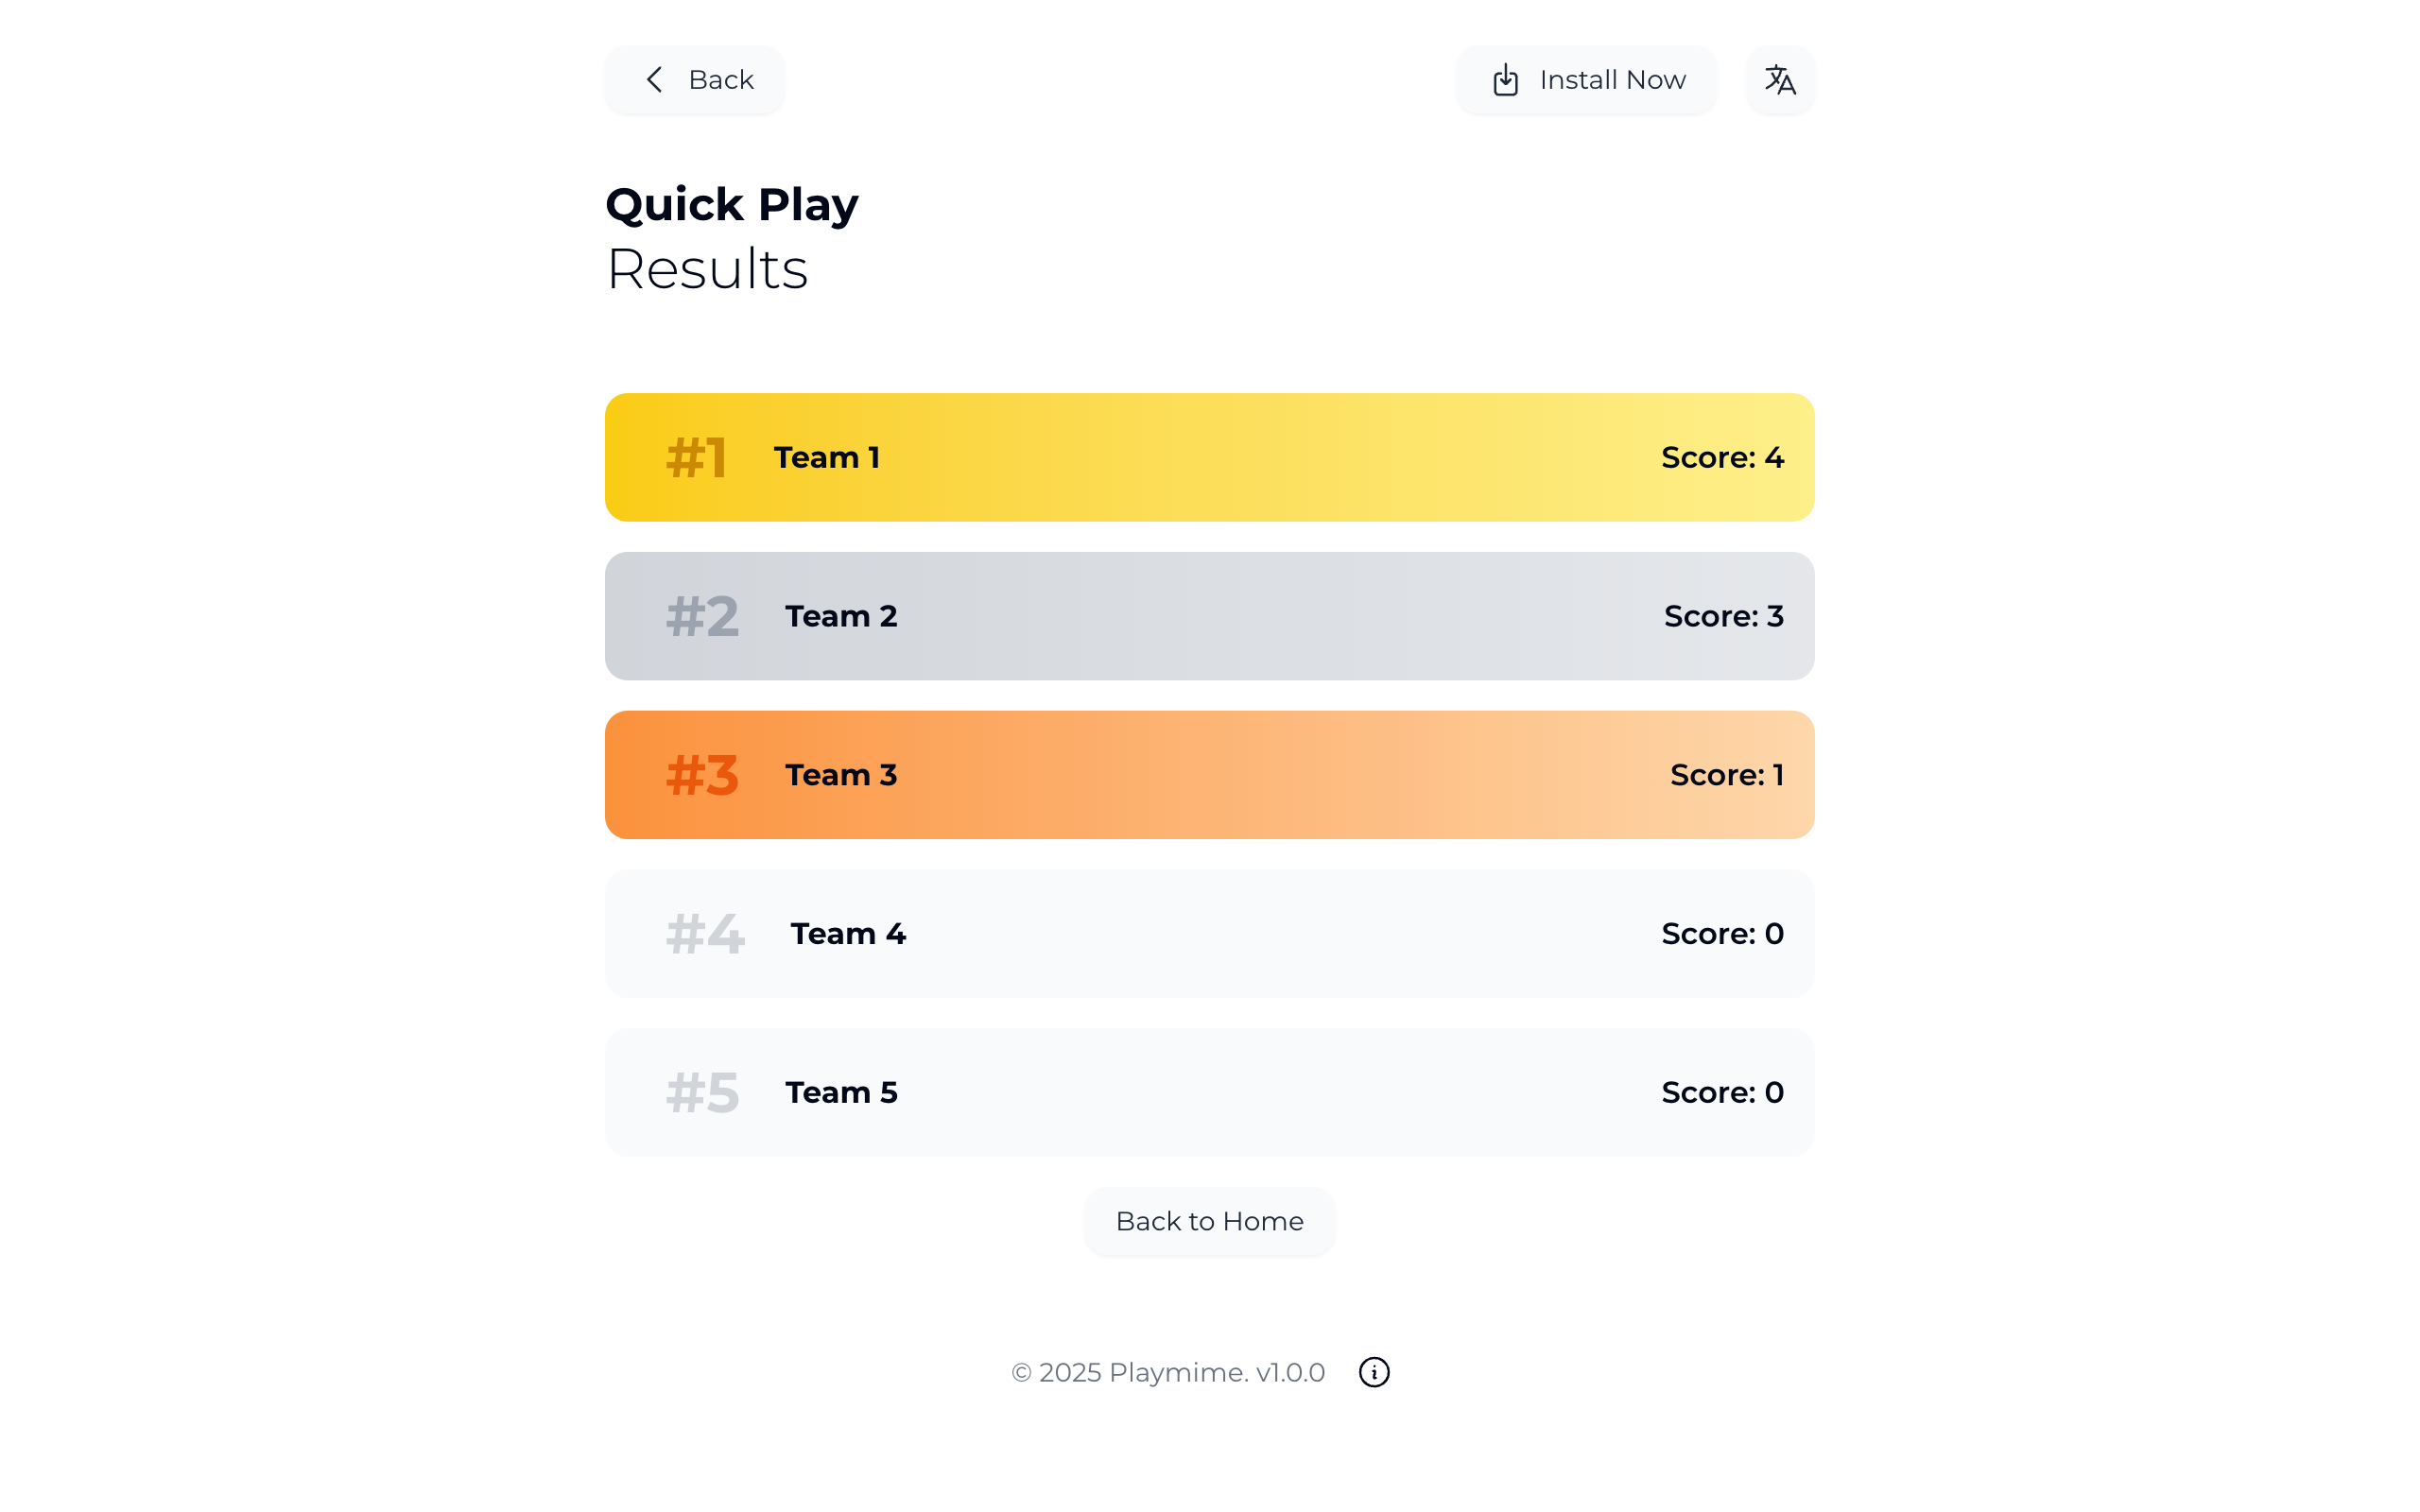 Back
Install Now
Quick Play
Results
#1 Team 1 Score: 4
#2 Team 2 Score: 3
#3 Team 3 Score: 1
#4 Team 4 Score: 0
#5 Team 5 Score: 0
Back to Home
© 2025 Playmime. v1.0.0